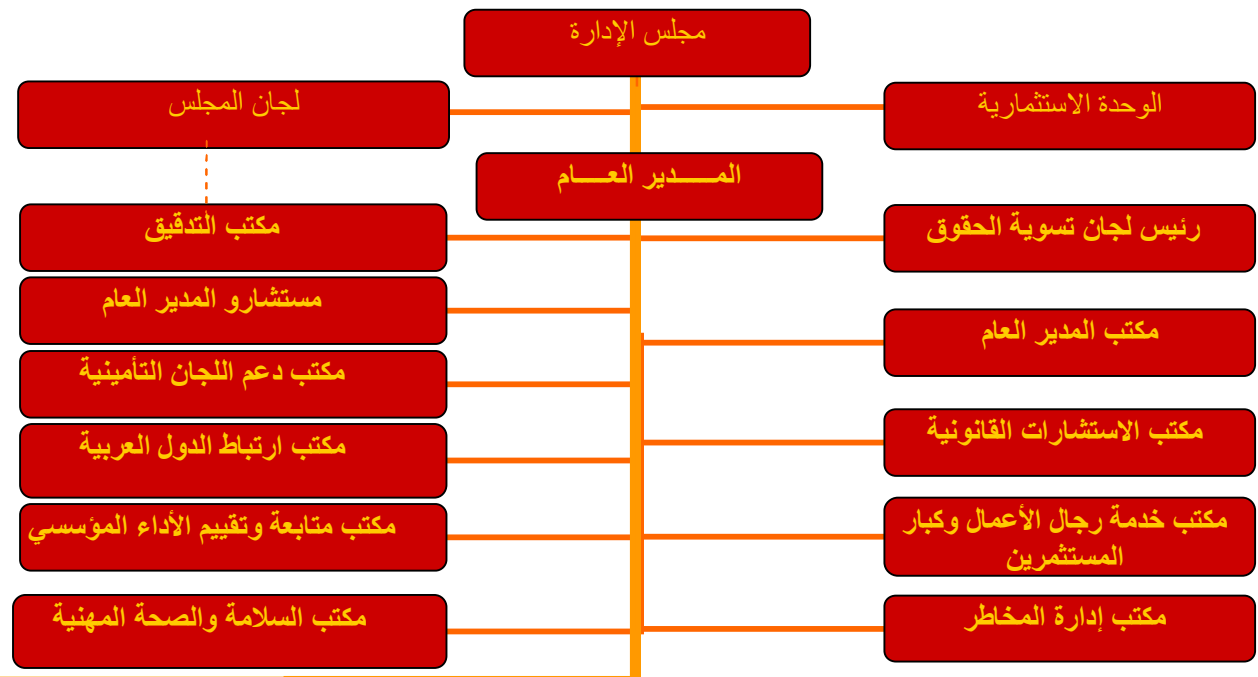 مجلس الإدارة
الوحدة الاستثمارية
لجان المجلس
المـــــدير العـــــام
رئيس لجان تسوية الحقوق
مكتب التدقيق
مستشارو المدير العام
مكتب المدير العام
مكتب دعم اللجان التأمينية
مكتب الاستشارات القانونية
مكتب ارتباط الدول العربية
مكتب خدمة رجال الأعمال وكبار
المستثمرين
مكتب متابعة وتقييم الأداء المؤسسي
مكتب إدارة المخاطر
مكتب السلامة والصحة المهنية